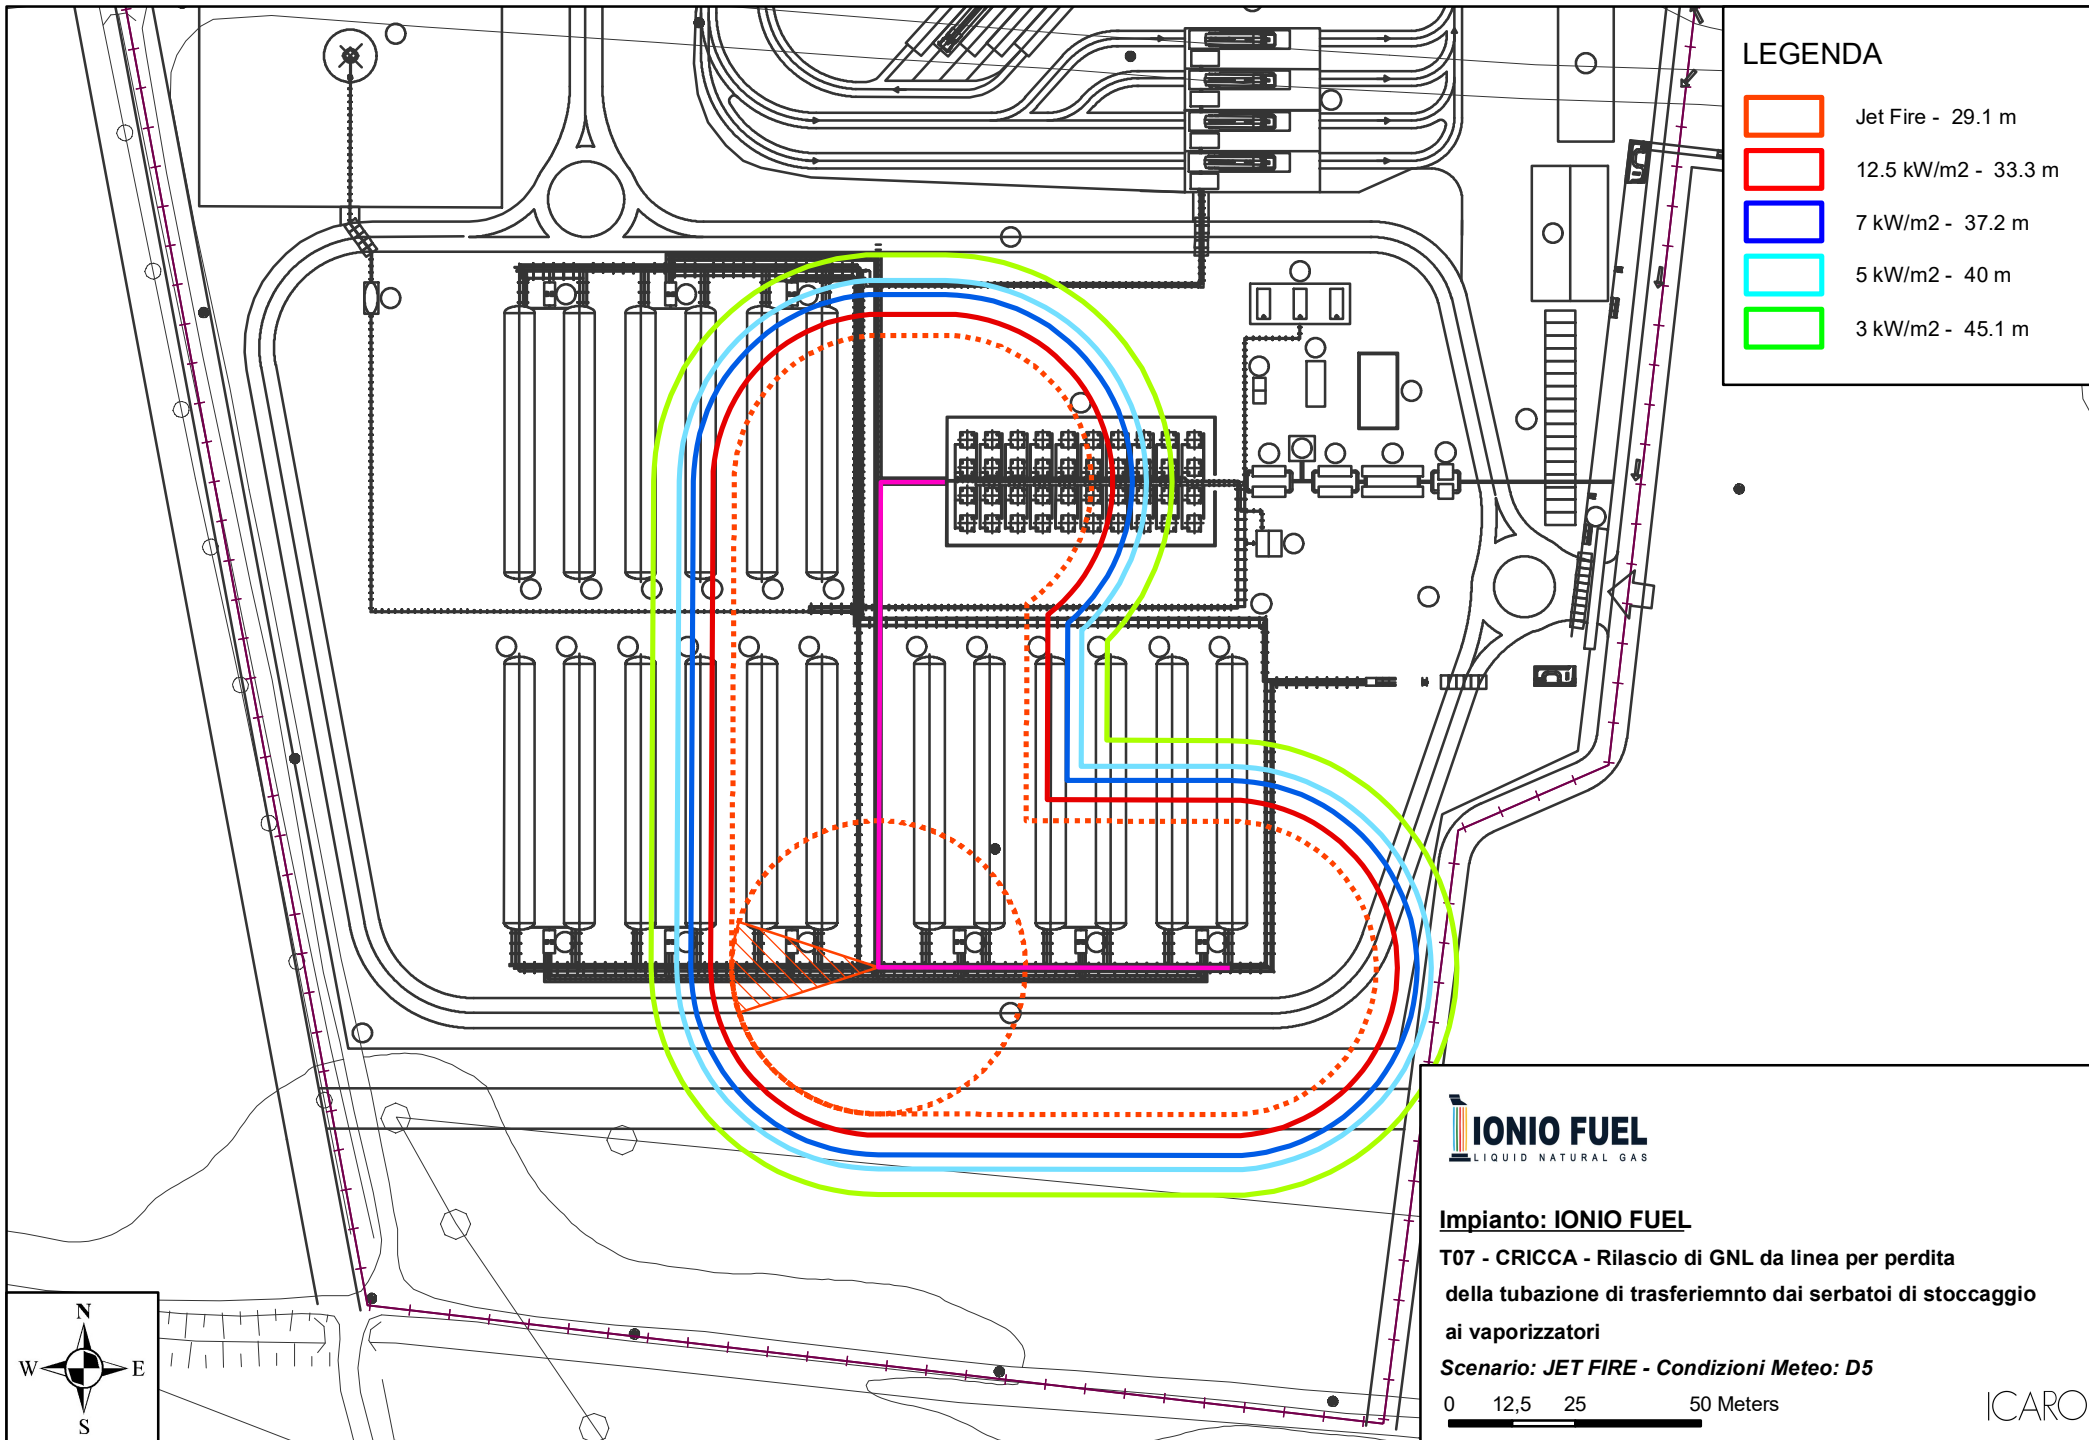 LEGENDA
Jet Fire - 29.1 m
12.5 kW/m2 - 33.3 m
7 kW/m2 - 37.2 m
5 kW/m2 - 40 m
3 kW/m2 - 45.1 m
IONIO FUEL
LIQUID NATURAL GAS
Impianto: IONIO FUEL
T07 - CRICCA - Rilascio di GNL da linea per perdita
della tubazione di trasferiemnto dai serbatoi di stoccaggio
ai vaporizzatori
Scenario: JET FIRE - Condizioni Meteo: D5
0 12,5 25 50 Meters
ICARO
N
W E
S